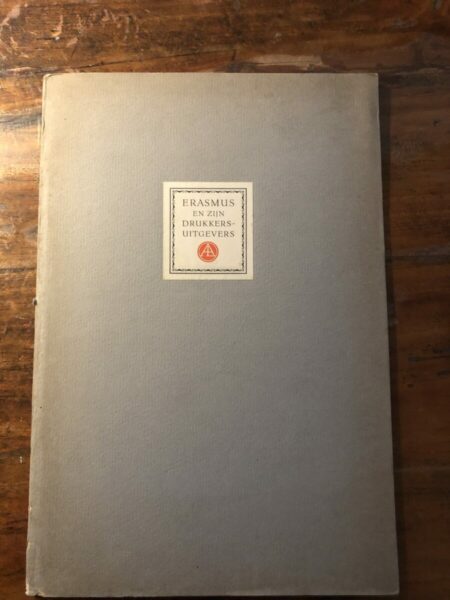 ERASMUS
EN ZIJN
DRUKKERS-
UITGEVERS